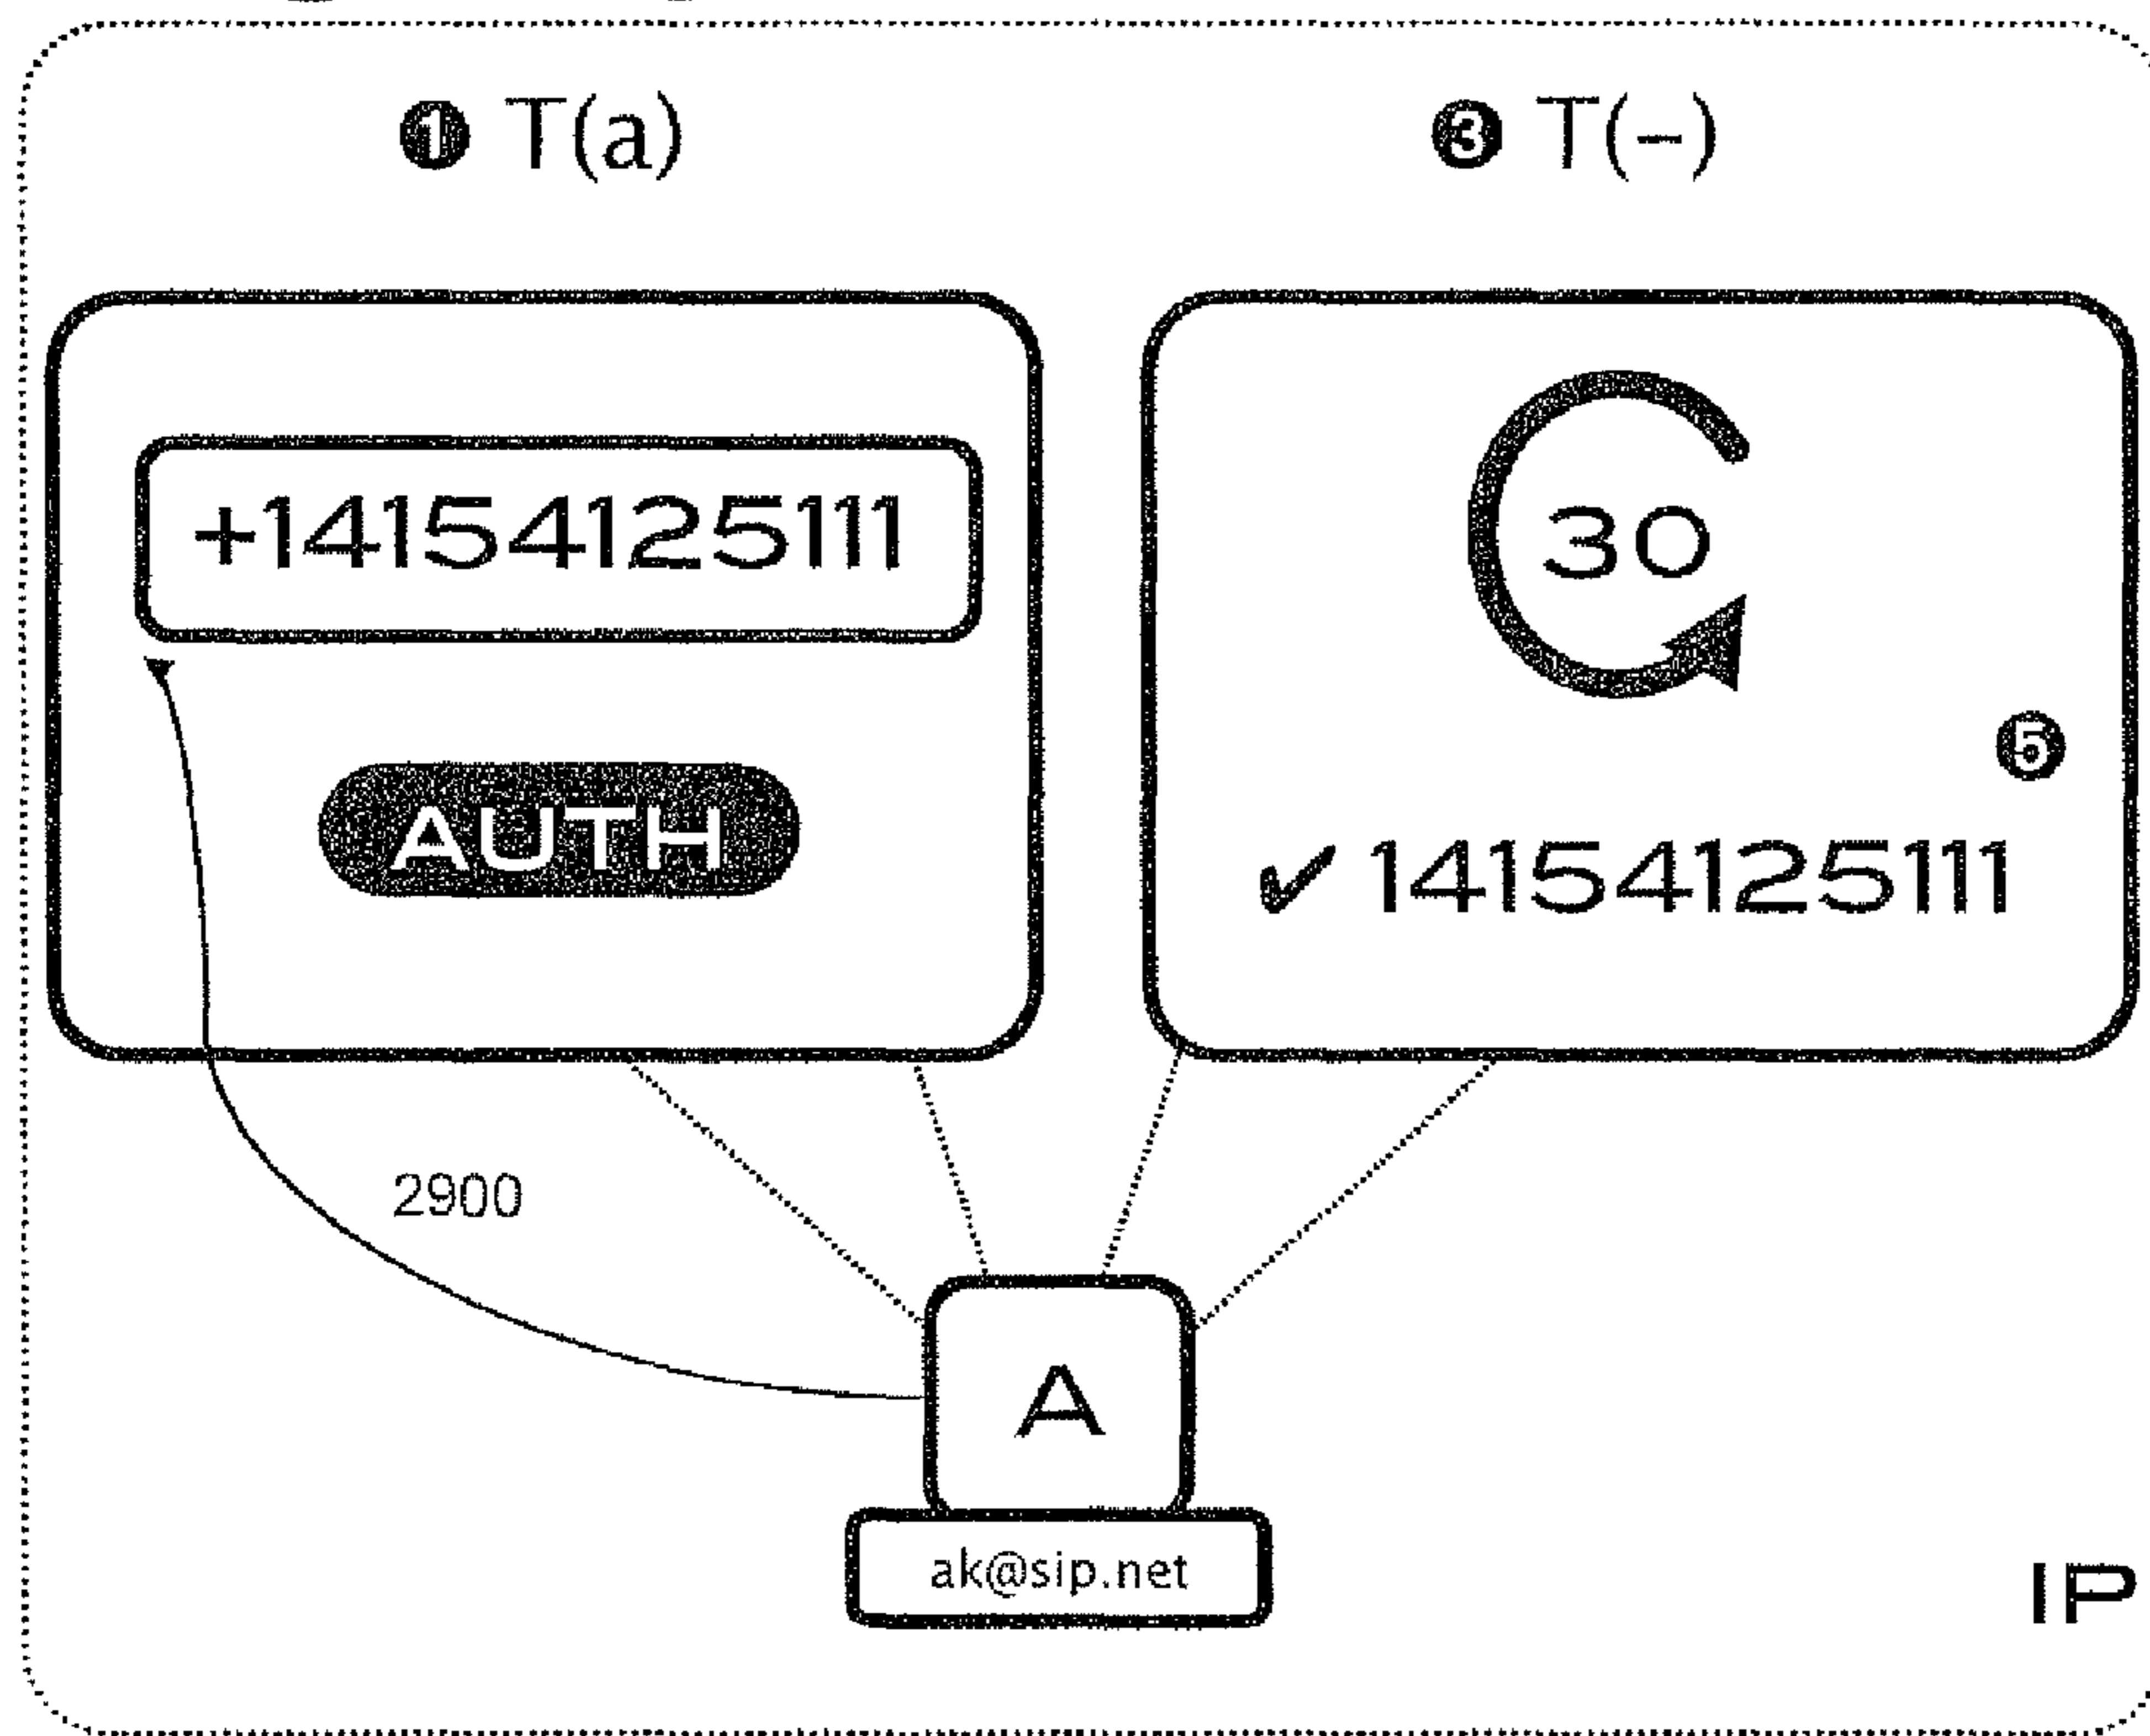 ❶ T(a)
❸ T(–)
+14154125111
AUTH
30
❺
✔14154125111
2900
A
ak@sip.net
IP